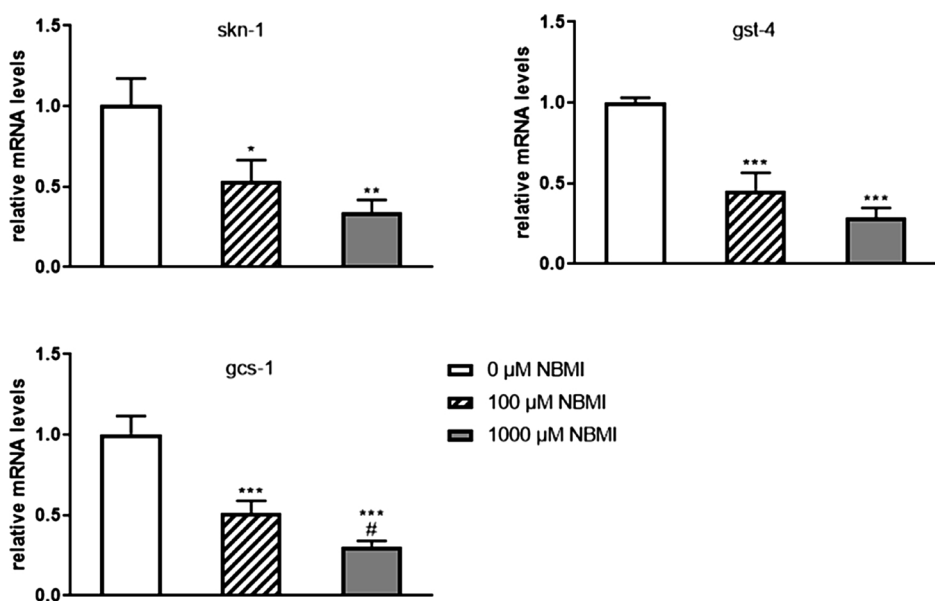 skn-1
relative mRNA levels
1.5
1.0
0.5
0.0
*
**
gst-4
relative mRNA levels
1.5
1.0
0.5
0.0
***
***
gcs-1
relative mRNA levels
1.5
1.0
0.5
0.0
***
***
#
0 µM NBMI
100 µM NBMI
1000 µM NBMI